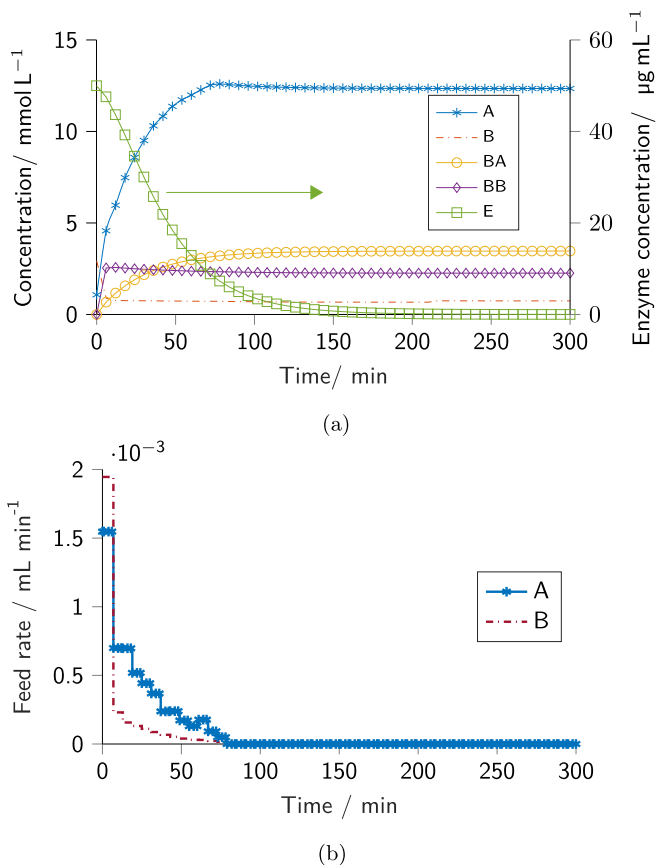 (a)
15
10
5
0
Concentration/ mmol L⁻¹
60
40
20
0
Enzyme concentration/ µg mL⁻¹
A
B
BA
BB
E
0 50 100 150 200 250 300
Time/ min
(a)
·10⁻³
2
1.5
1
0.5
0
Feed rate / mL min⁻¹
A
B
0 50 100 150 200 250 300
Time / min
(b)